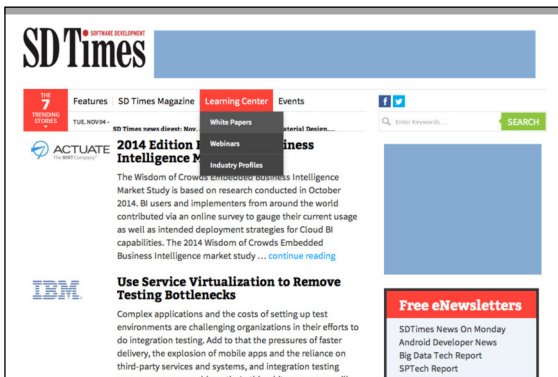 SOFTWARE DEVELOPMENT
SD Times
THE
7
TRENDING
STORIES
Features SD Times Magazine Learning Center Events
TUE. NOV 04 -
SD Times news digest: Nov. Material Design...
White Papers
Webinars
Industry Profiles
Enter Keywords... SEARCH
ACTUATE
The BIRT Company
2014 Edition iness
Intelligence M
The Wisdom of Crowds Embedded Business Intelligence
Market Study is based on research conducted in October
2014. BI users and implementers from around the world
contributed via an online survey to gauge their current usage
as well as intended deployment strategies for Cloud BI
capabilities. The 2014 Wisdom of Crowds Embedded
Business Intelligence market study ... continue reading
IBM
Use Service Virtualization to Remove
Testing Bottlenecks
Complex applications and the costs of setting up test
environments are challenging organizations in their efforts to
do integration testing. Add to that the pressures of faster
delivery, the explosion of mobile apps and the reliance on
third-party services and systems, and integration testing
Free eNewsletters
SDTimes News On Monday
Android Developer News
Big Data Tech Report
SPTech Report